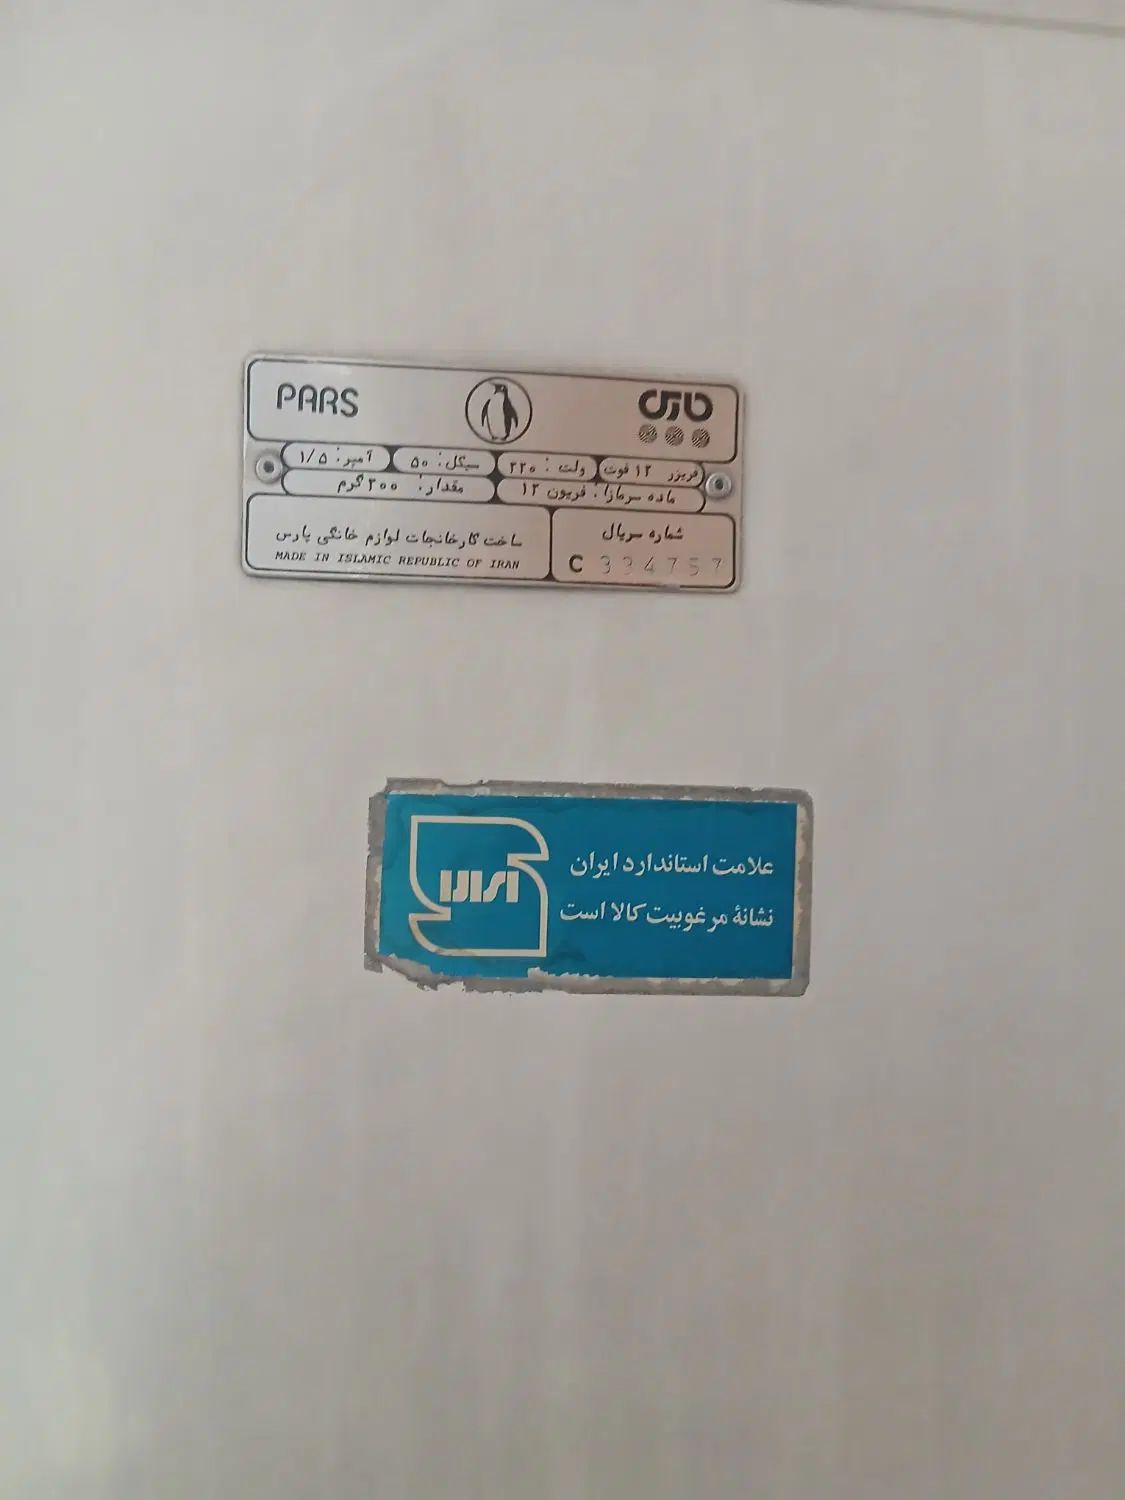 PARS پارس
فریزر ۱۲ فوت ولت : ۲۲۰ سیکل : ۵۰ آمپر : ۱/۵
ماده سرمازا : فریون ۱۲ مقدار : ۲۰۰ گرم
شماره سریال
C 334757
ساخت کارخانجات لوازم خانگی پارس
MADE IN ISLAMIC REPUBLIC OF IRAN
علامت استاندارد ایران
نشانهٔ مرغوبیت کالا است